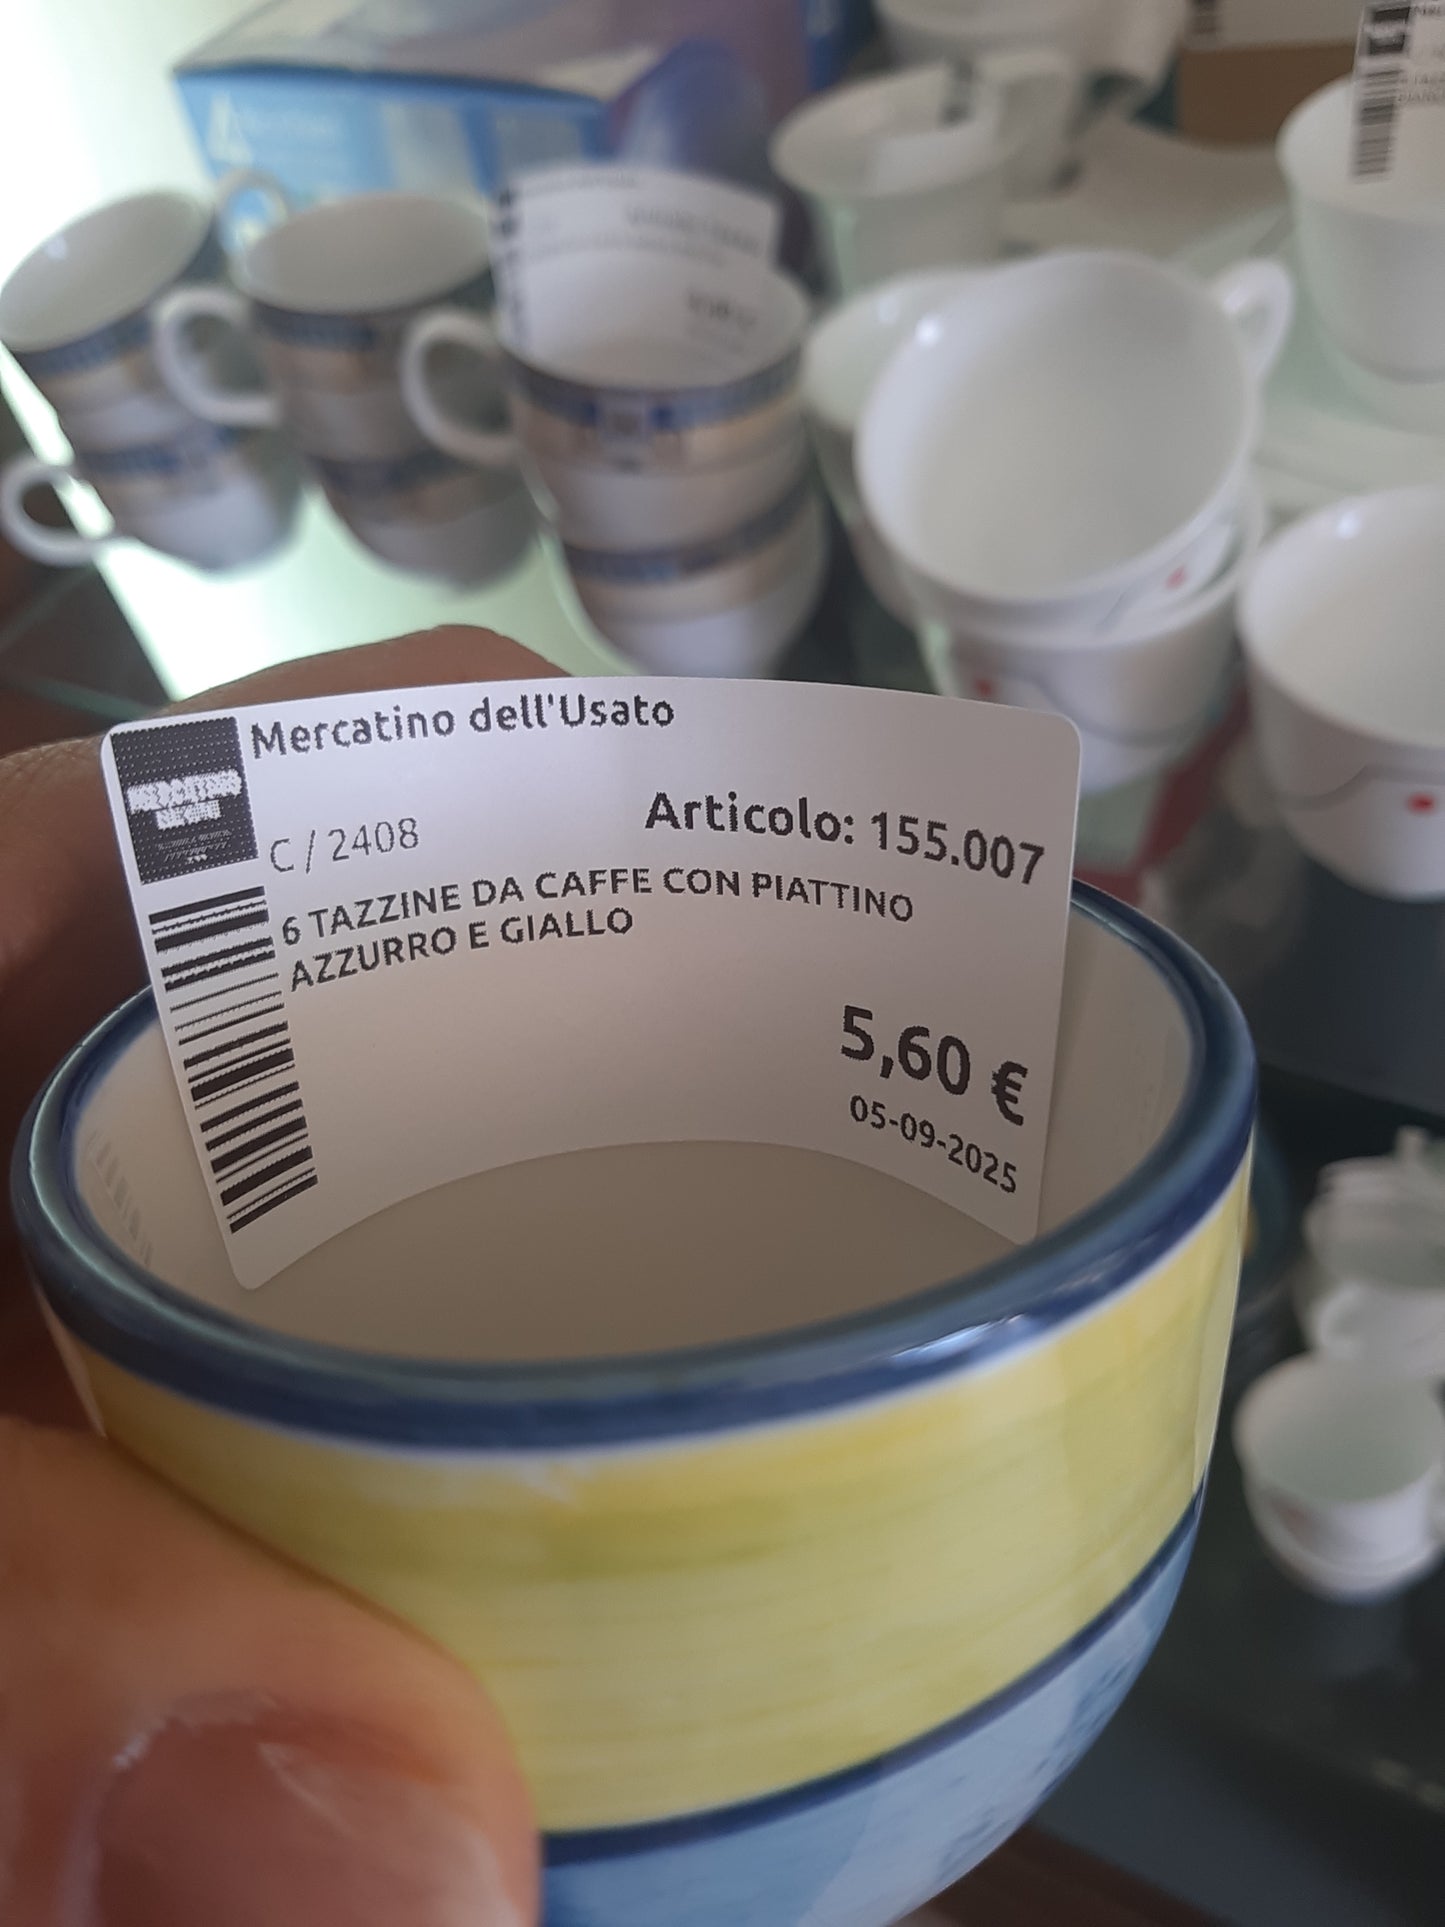 Mercatino dell'Usato
C / 2408
Articolo: 155.007
6 TAZZINE DA CAFFE CON PIATTINO
AZZURRO E GIALLO
5,60 €
05-09-2025